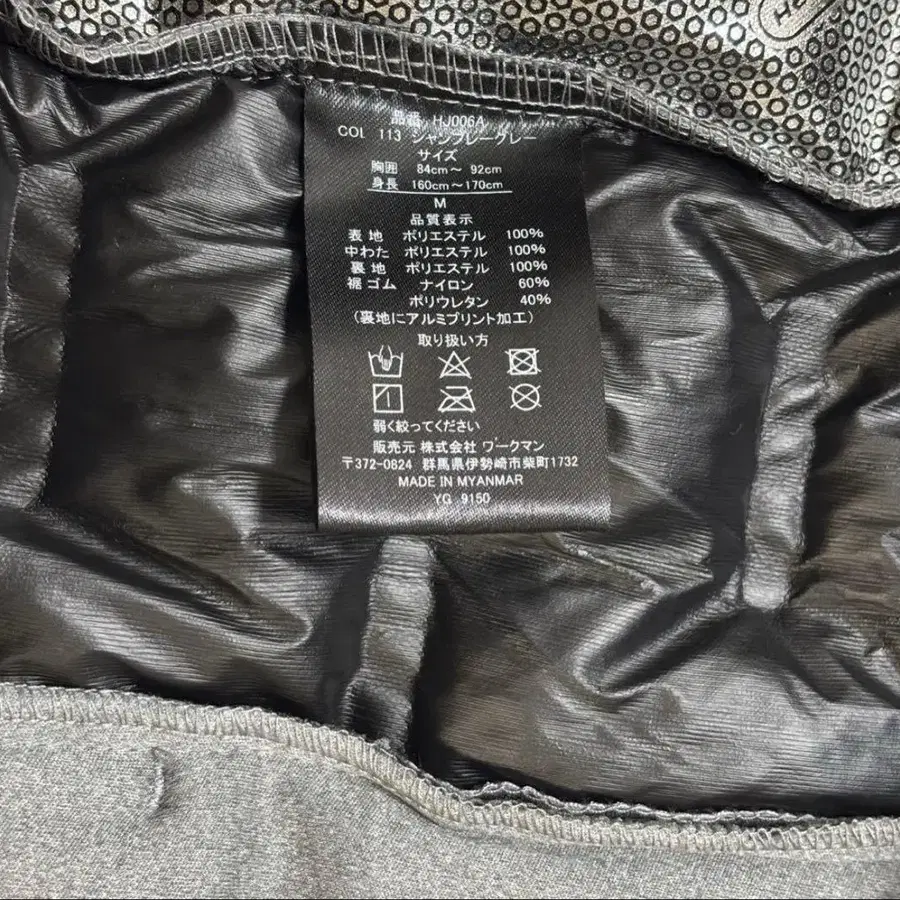 品番 HJ006A
COL 113 シャンブレーグレー
サイズ
胸囲 84cm～ 92cm
身長 160cm～170cm
M
品質表示
表 地 ポリエステル 100%
中わた ポリエステル 100%
裏 地 ポリエステル 100%
裾ゴム ナイロン 60%
ポリウレタン 40%
(裏地にアルミプリント加工)
取り扱い方
弱く絞ってください
販売元 株式会社 ワークマン
〒372-0824 群馬県伊勢崎市柴町1732
MADE IN MYANMAR
YG 9150